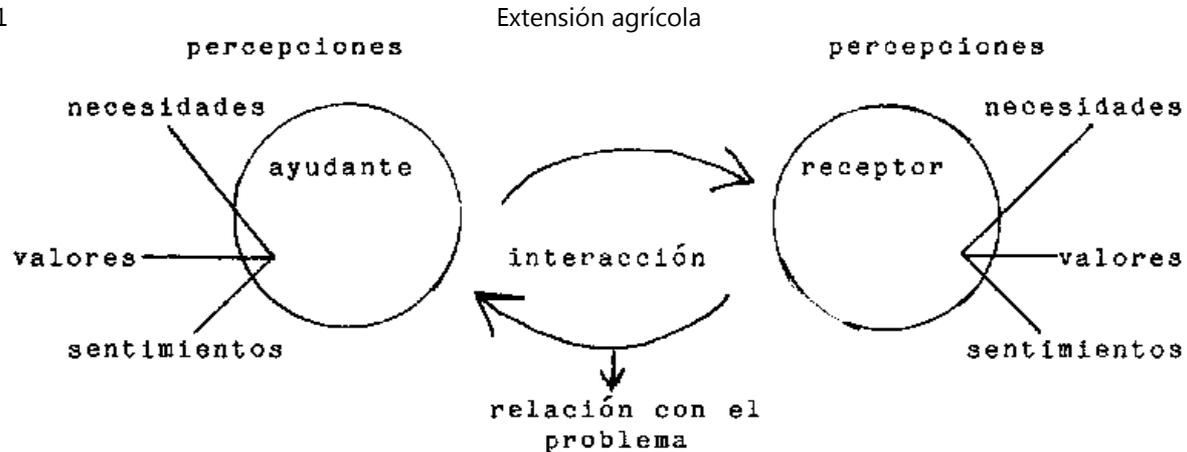 1
Extensión agrícola
percepciones
percepciones
necesidades
necesidades
ayudante
receptor
valores
interacción
valores
sentimientos
sentimientos
relación con el
problema